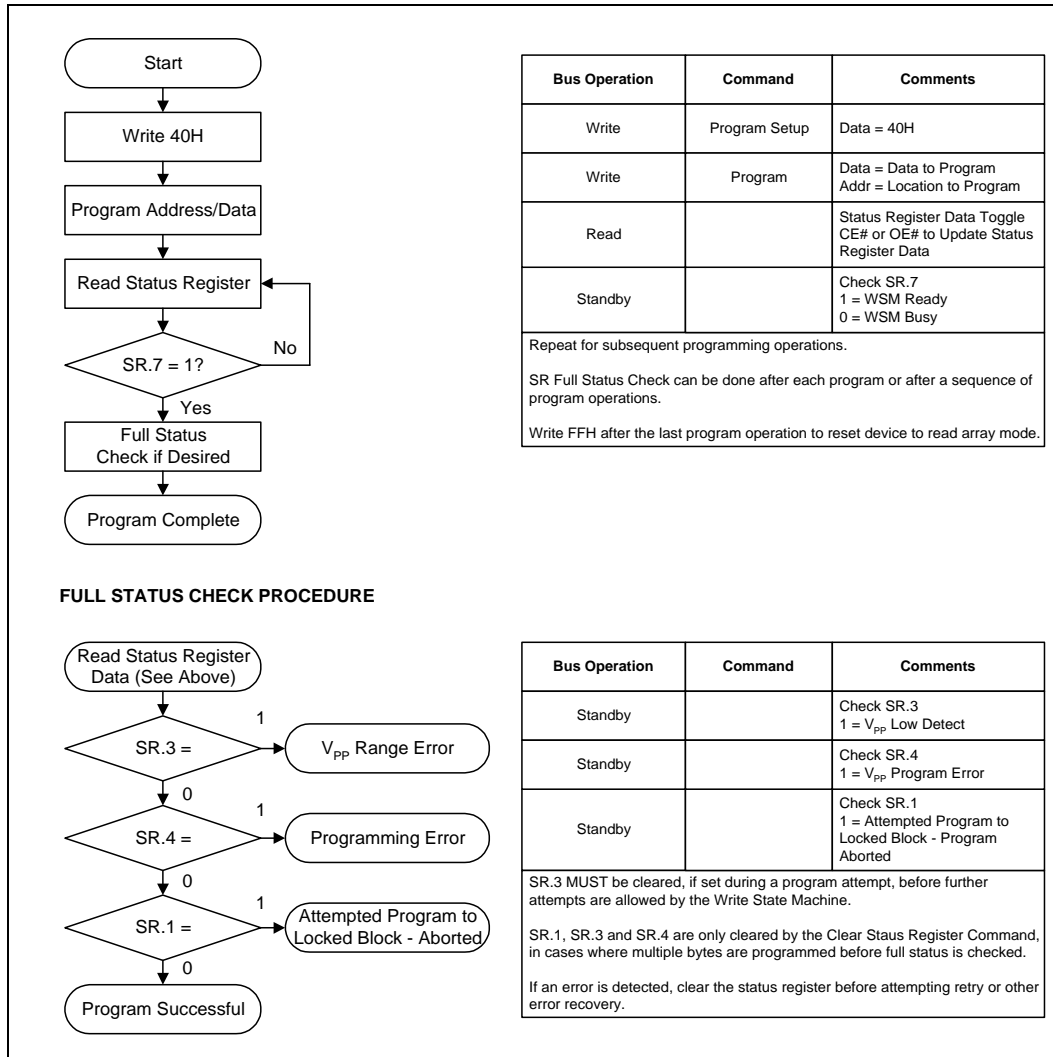 Start
Write 40H
Program Address/Data
Read Status Register
No
SR.7 = 1?
Yes
Full Status
Check if Desired
Program Complete
Bus Operation Command Comments
Write Program Setup Data = 40H
Write Program Data = Data to Program
Addr = Location to Program
Read Status Register Data Toggle
CE# or OE# to Update Status
Register Data
Standby Check SR.7
1 = WSM Ready
0 = WSM Busy
Repeat for subsequent programming operations.
SR Full Status Check can be done after each program or after a sequence of
program operations.
Write FFH after the last program operation to reset device to read array mode.
FULL STATUS CHECK PROCEDURE
Read Status Register
Data (See Above)
1
SR.3 =
VPP Range Error
0
1
SR.4 =
Programming Error
0
1
SR.1 =
Attempted Program to
Locked Block - Aborted
0
Program Successful
Bus Operation Command Comments
Standby Check SR.3
1 = VPP Low Detect
Standby Check SR.4
1 = VPP Program Error
Standby Check SR.1
1 = Attempted Program to
Locked Block - Program
Aborted
SR.3 MUST be cleared, if set during a program attempt, before further
attempts are allowed by the Write State Machine.
SR.1, SR.3 and SR.4 are only cleared by the Clear Staus Register Command,
in cases where multiple bytes are programmed before full status is checked.
If an error is detected, clear the status register before attempting retry or other
error recovery.